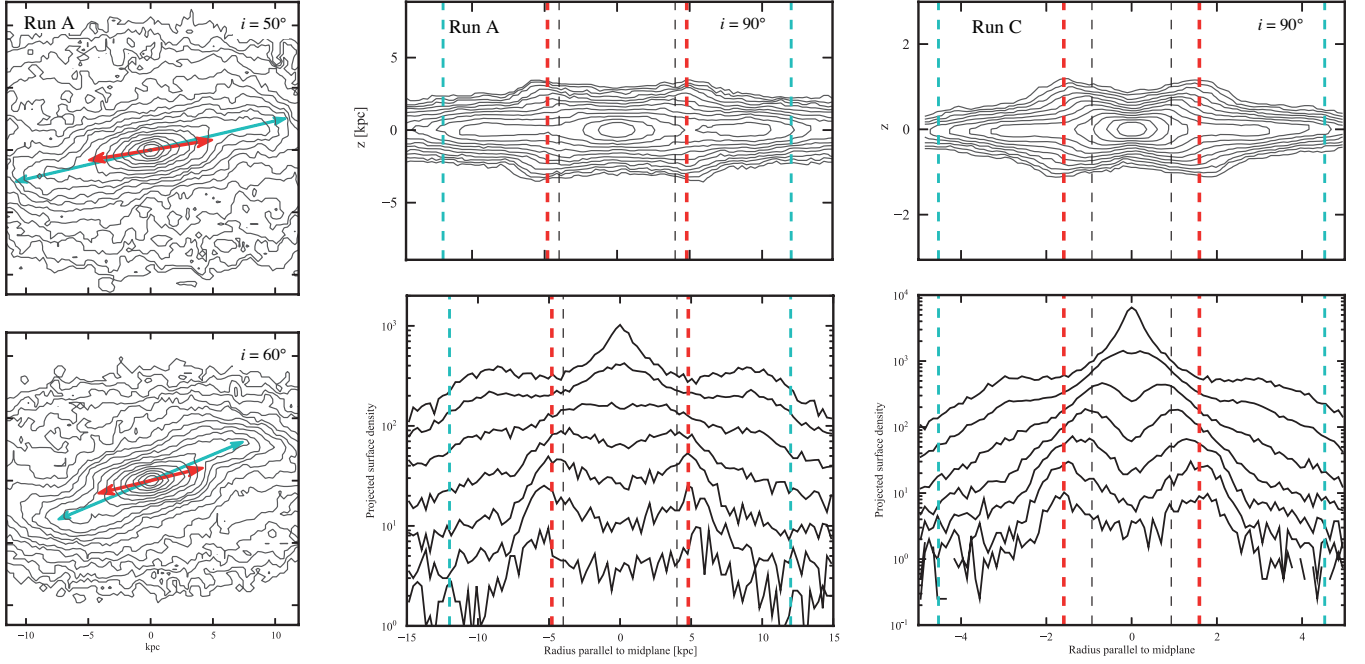 Run A
i = 50°
i = 60°
−10
−5
0
5
10
kpc
Run A
i = 90°
5
0
−5
z [kpc]
10³
10²
10¹
10⁰
Projected surface density
−15
−10
−5
0
5
10
15
Radius parallel to midplane [kpc]
Run C
i = 90°
2
0
−2
z
10⁴
10³
10²
10¹
10⁰
10⁻¹
Projected surface density
−4
−2
0
2
4
Radius parallel to midplane